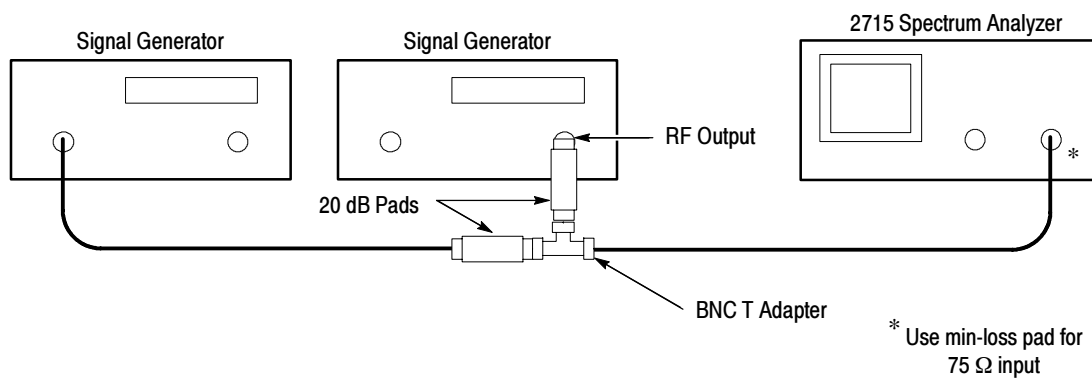 Signal Generator
Signal Generator
2715 Spectrum Analyzer
RF Output
*
20 dB Pads
BNC T Adapter
* Use min-loss pad for
75 Ω input